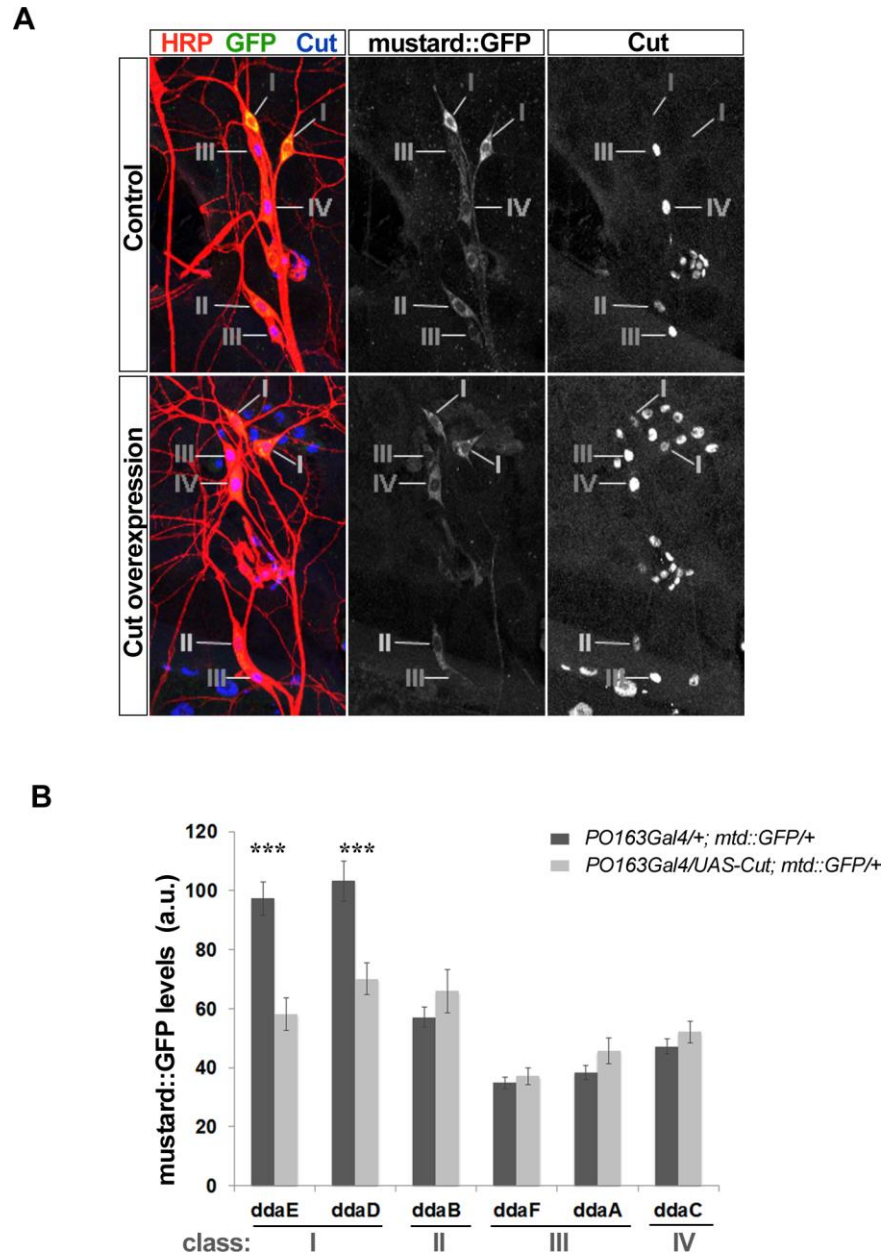 A
HRP GFP Cut
mustard::GFP
Cut
Control
I
I
III
IV
II
III
I
I
III
IV
II
III
I
I
III
IV
II
III
Cut overexpression
I
III
I
IV
II
III
I
III
I
IV
II
III
I
III
I
IV
II
III
B
mustard::GFP levels (a.u.)
120
100
80
60
40
20
0
*** ***
PO163Gal4/+; mtd::GFP/+
PO163Gal4/UAS-Cut; mtd::GFP/+
ddaE ddaD ddaB ddaF ddaA ddaC
class: I II III IV